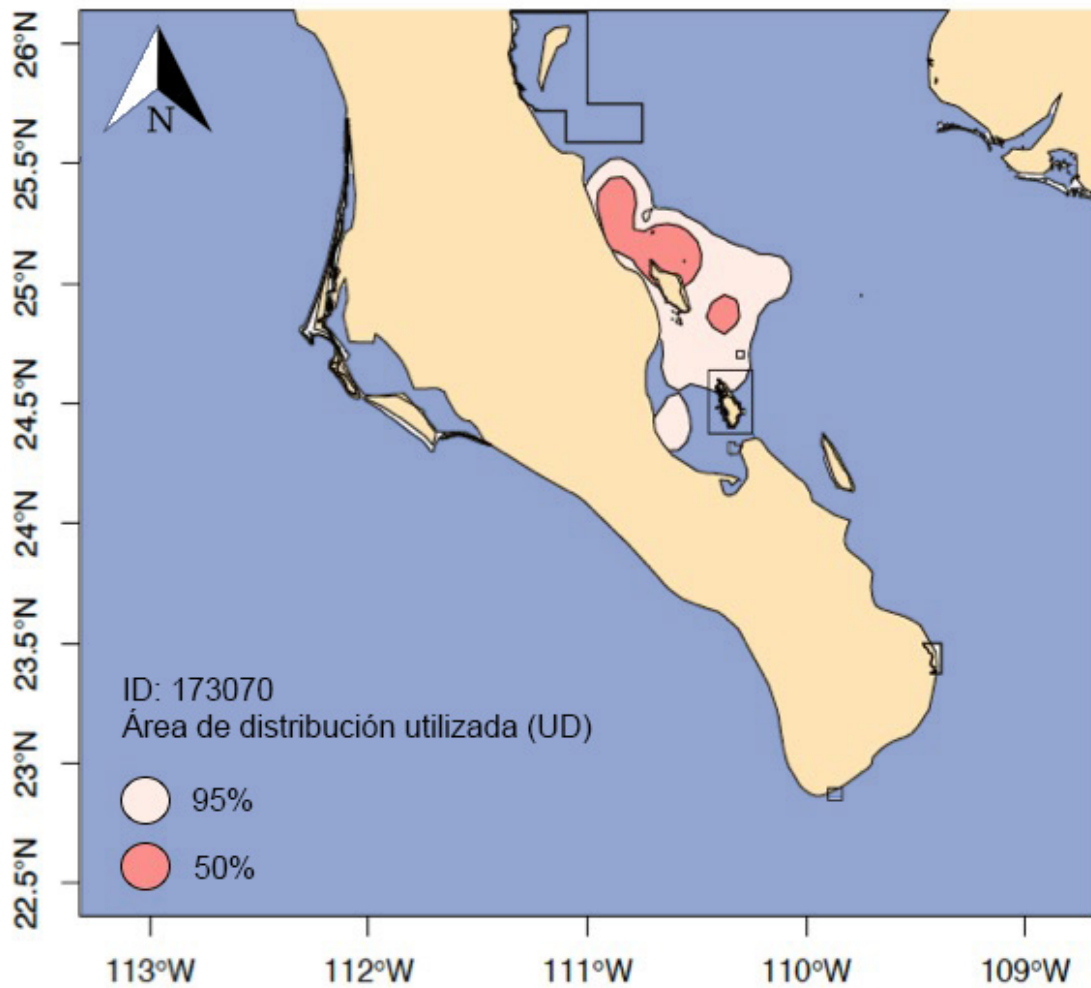 26°N
25.5°N
25°N
24.5°N
24°N
23.5°N
23°N
22.5°N
N
ID: 173070
Área de distribución utilizada (UD)
95%
50%
113°W 112°W 111°W 110°W 109°W